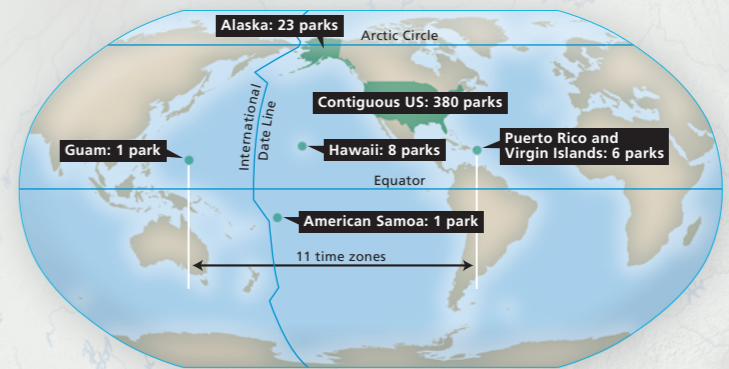 Alaska: 23 parks
Arctic Circle
International
Date Line
Contiguous US: 380 parks
Guam: 1 park
Hawaii: 8 parks
Puerto Rico and
Virgin Islands: 6 parks
Equator
American Samoa: 1 park
11 time zones